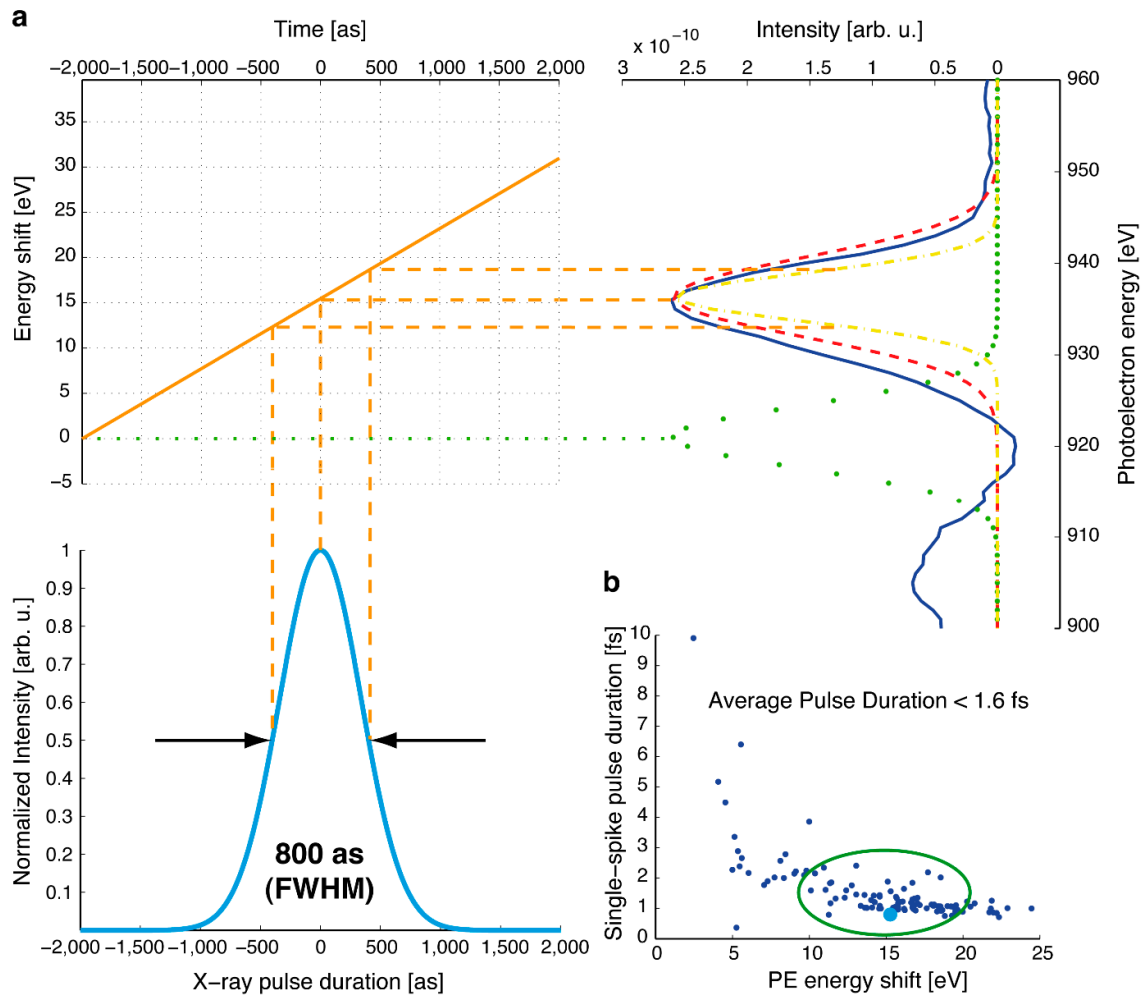 a
Time [as]
−2,000 −1,500 −1,000 −500 0 500 1,000 1,500 2,000
Energy shift [eV]
35
30
25
20
15
10
5
0
−5
Intensity [arb. u.]
x 10⁻¹⁰
3 2.5 2 1.5 1 0.5 0
960
950
940
930
920
910
900
Photoelectron energy [eV]
Normalized Intensity [arb. u.]
1
0.9
0.8
0.7
0.6
0.5
0.4
0.3
0.2
0.1
800 as
(FWHM)
−2,000 −1,500 −1,000 −500 0 500 1,000 1,500 2,000
X−ray pulse duration [as]
b
Single−spike pulse duration [fs]
10
9
8
7
6
5
4
3
2
1
0
Average Pulse Duration < 1.6 fs
0 5 10 15 20 25
PE energy shift [eV]